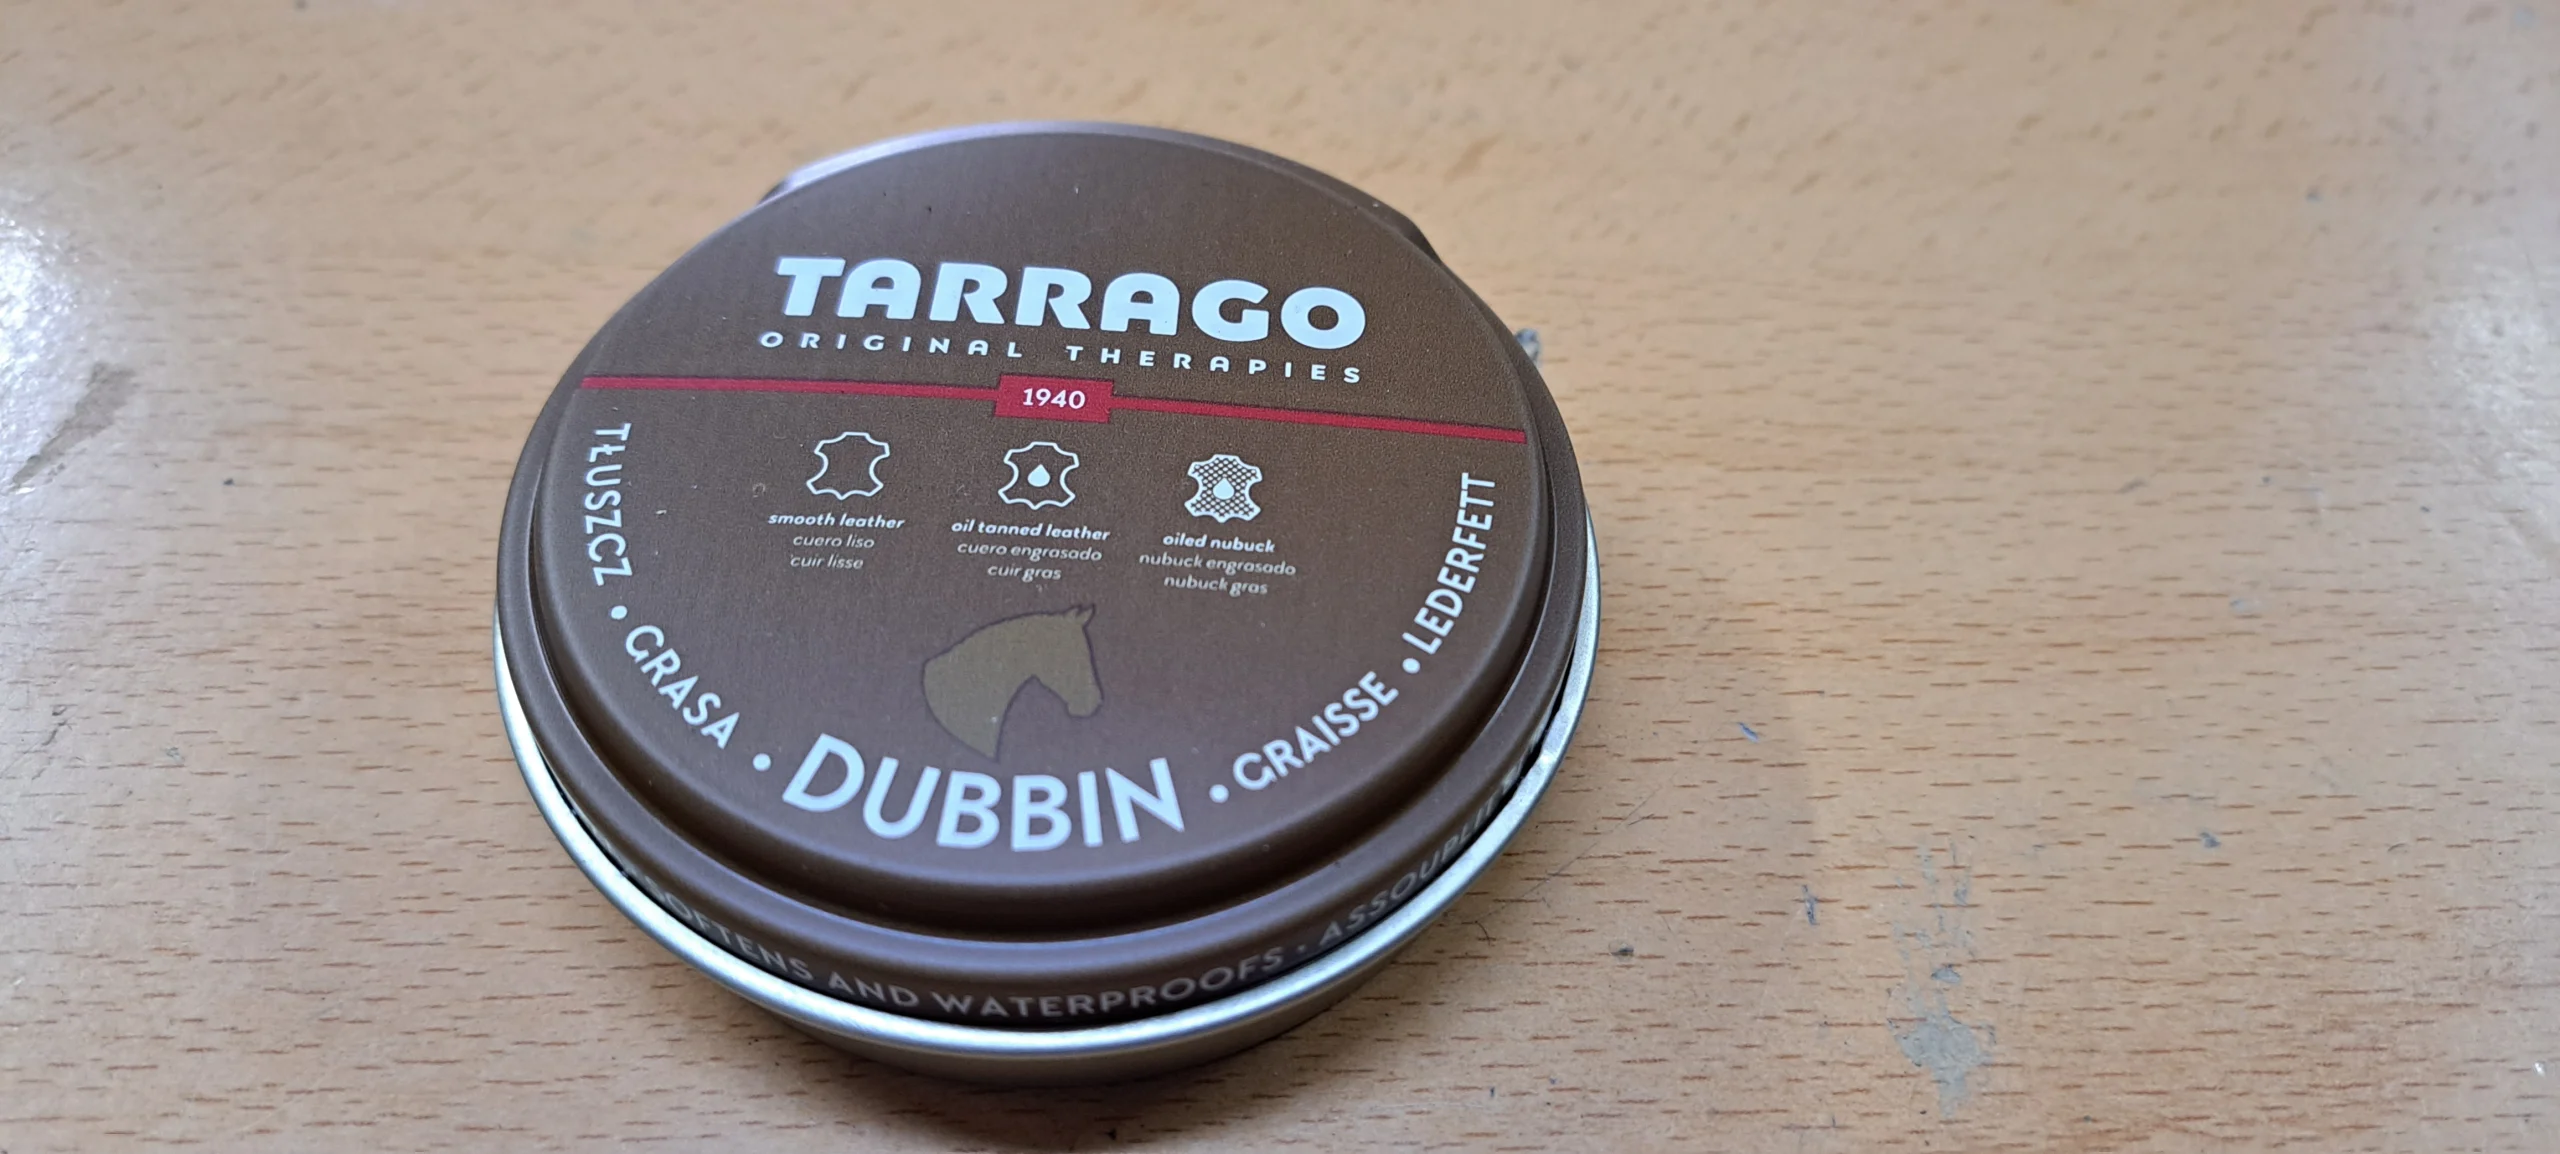 TARRAGO
ORIGINAL THERAPIES
1940
smooth leather
cuero liso
cuir lisse
oil tanned leather
cuero engrasado
cuir gras
oiled nubuck
nubuck engrasado
nubuck gras
TŁUSZCZ • GRASA • DUBBIN • GRAISSE • LEDERFETT
SOFTENS AND WATERPROOFS •